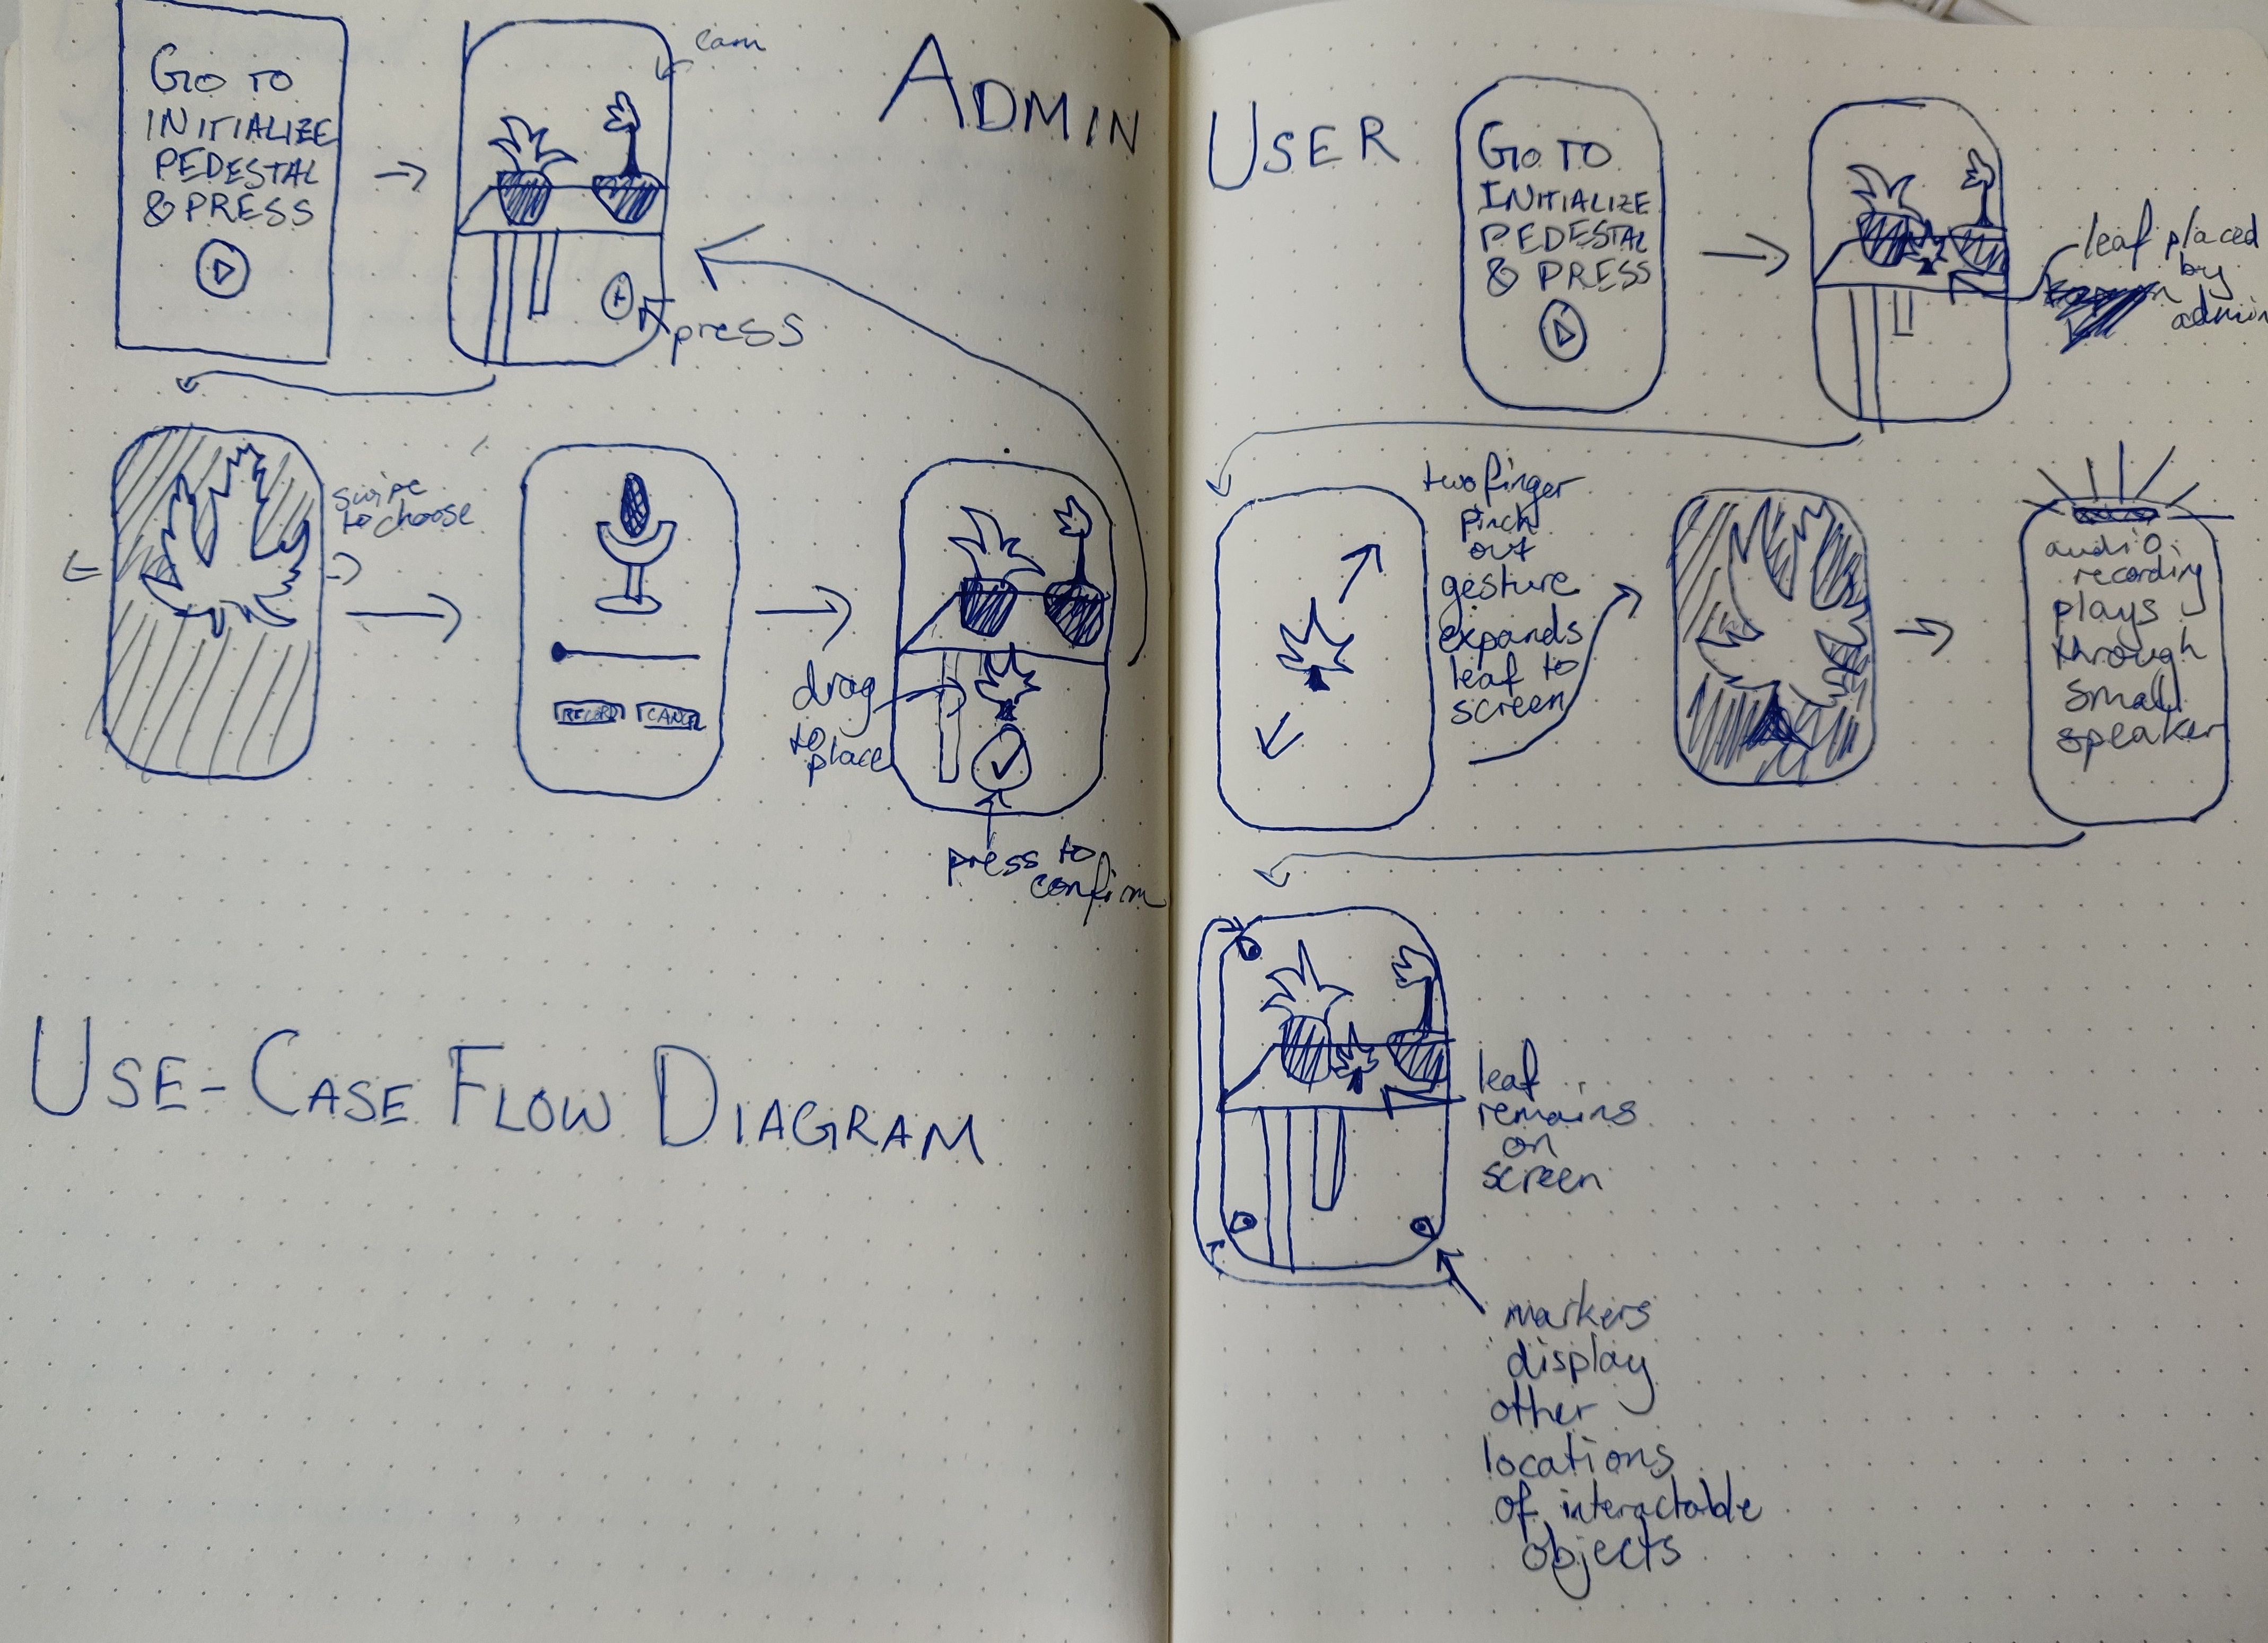 ADMIN
GO TO
INITIALIZE
PEDESTAL
& PRESS
cam
press
swipe
to choose
RECORD
CANCEL
drag
to
place
press to
confirm
USE-CASE FLOW DIAGRAM
USER
GO TO
INITIALIZE
PEDESTAL
& PRESS
leaf placed
by
admin
two finger
pinch
out
gesture
expands
leaf to
screen
audio
recording
plays
through
small
speaker
leaf
remains
on
screen
markers
display
other
locations
of interactable
objects